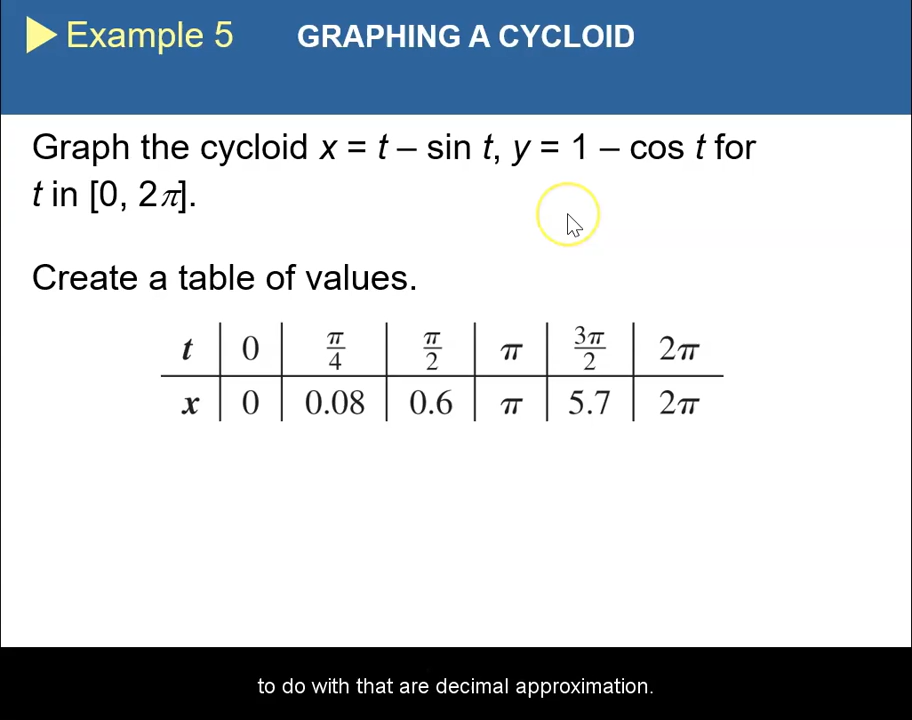 Example 5 GRAPHING A CYCLOID
Graph the cycloid x = t – sin t, y = 1 – cos t for
t in [0, 2π].
Create a table of values.
t 0 π/4 π/2 π 3π/2 2π
x 0 0.08 0.6 π 5.7 2π
to do with that are decimal approximation.